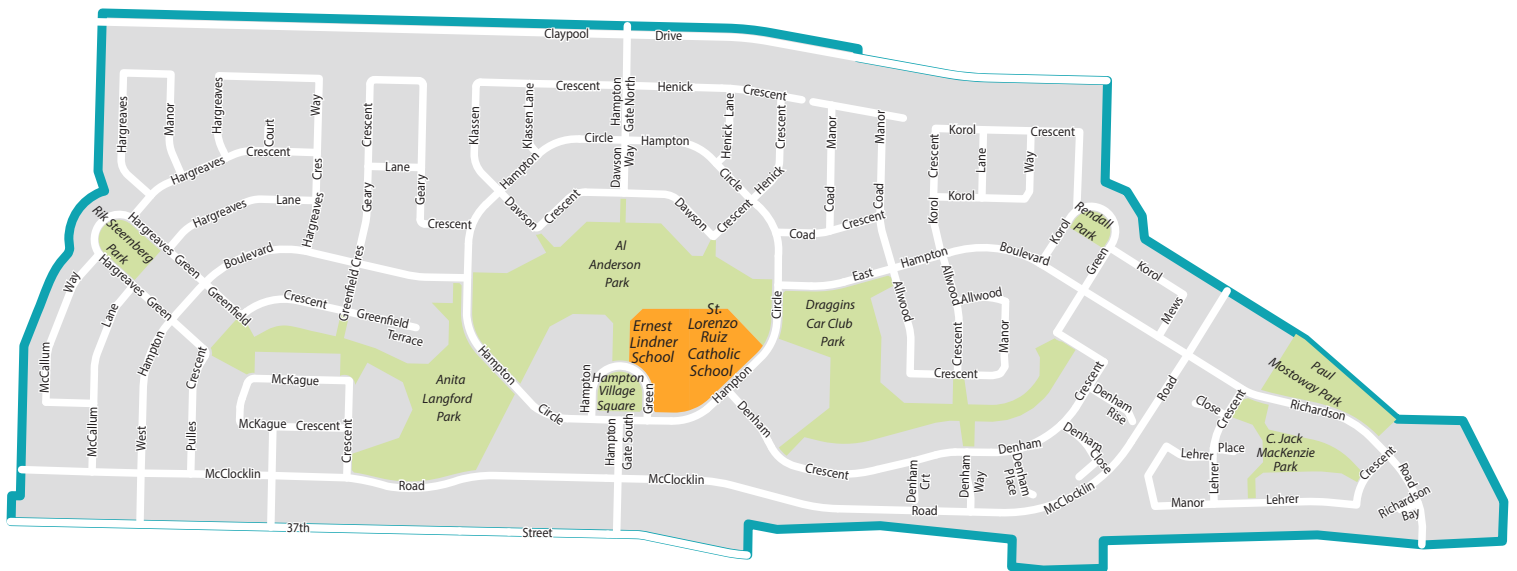 Claypool
Drive
Hargreaves
Manor
Hargreaves
Court
Way
Crescent
Hargreaves
Cres
Hargreaves
Hargreaves
Lane
Crescent
Geary
Lane
Geary
Crescent
Klassen
Klassen Lane
Crescent
Hampton
Gate North
Henick
Crescent
Henick Lane
Crescent
Henick
Manor
Coad
Manor
Coad
Coad
Crescent
Circle
Hampton
Hampton
Circle
Dawson
Way
Dawson
Crescent
Dawson
Crescent
Korol
Crescent
Crescent
Korol
Lane
Way
Korol
Korol
Rendall
Park
Green
Korol
Mews
Rik Steernberg
Park
Hargreaves
Green
Hargreaves
Green
Boulevard
Greenfield
Crescent
Greenfield Cres
Greenfield
Terrace
Way
McCallum
Lane
McCallum
Hampton
West
Crescent
Pulles
McKague
McKague
Crescent
Crescent
Al
Anderson
Park
Anita
Langford
Park
Ernest
Lindner
School
St.
Lorenzo
Ruiz
Catholic
School
Hampton
Village
Square
Hampton
Green
Hampton
Circle
Hampton
Circle
Hampton
Gate South
Draggins
Car Club
Park
East
Hampton
Boulevard
Allwood
Allwood
Allwood
Crescent
Manor
Crescent
Denham
Crescent
Denham
Crt
Denham
Way
Denham
Place
Denham
Crescent
Denham
Rise
Denham
Close
McClocklin
Road
McClocklin
Road
McClocklin
Road
37th
Street
Paul
Mostoway Park
Richardson
Road
Close
Crescent
Lehrer
Place
Lehrer
C. Jack
MacKenzie
Park
Manor
Lehrer
Crescent
Richardson
Bay